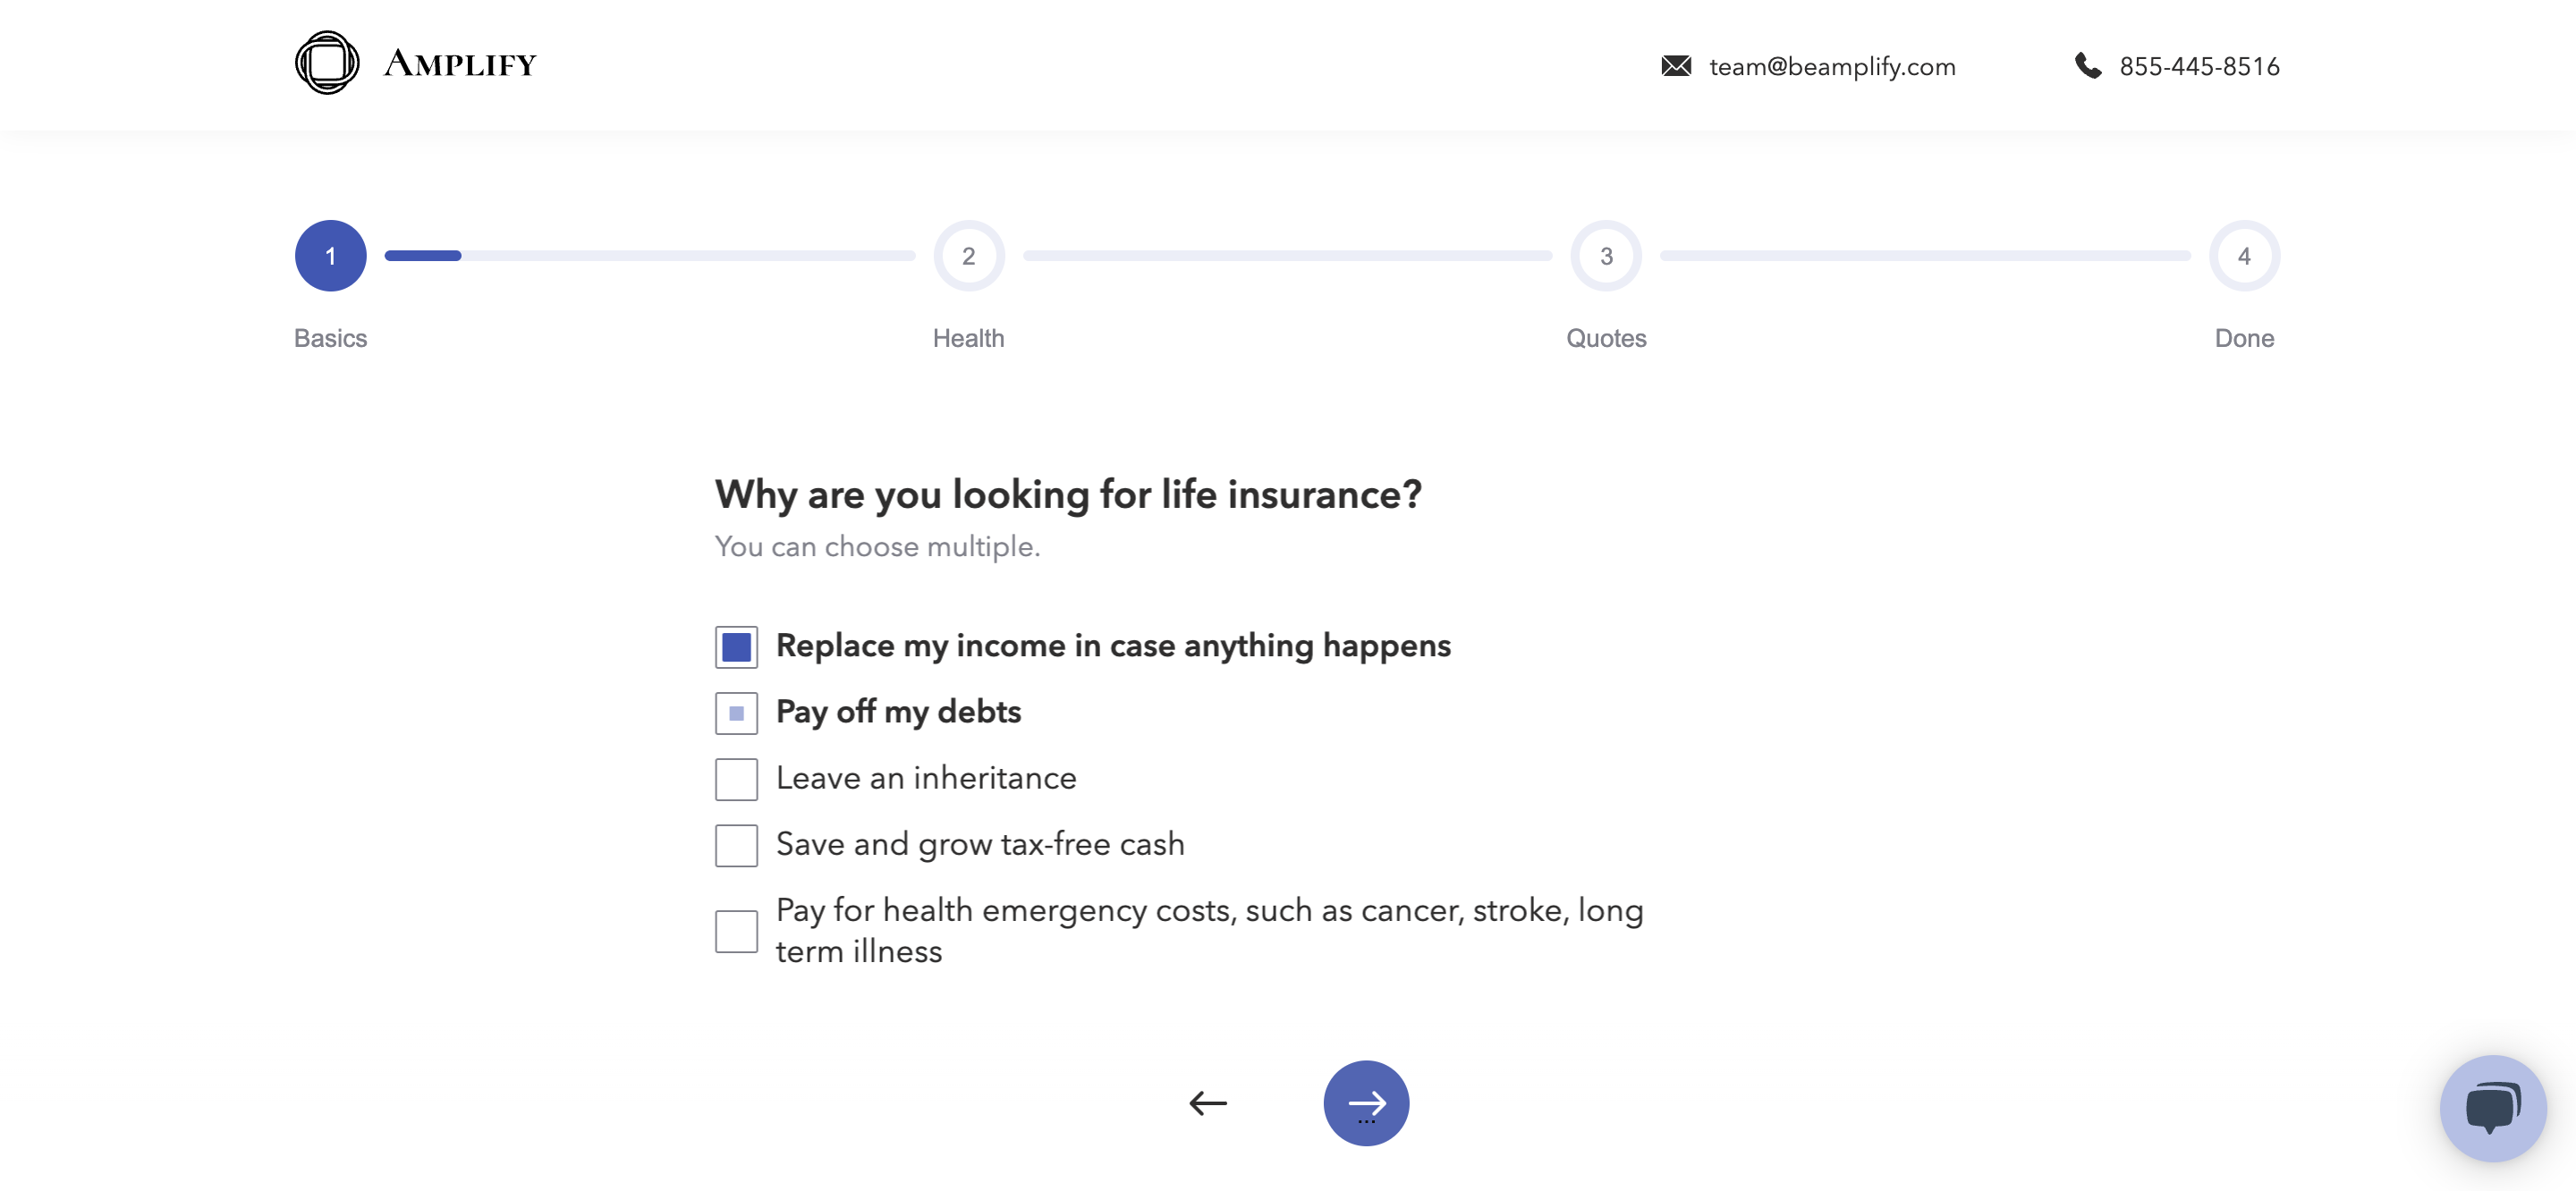 AMPLIFY
team@beamplify.com
855-445-8516
1
2
3
4
Basics
Health
Quotes
Done
Why are you looking for life insurance?
You can choose multiple.
Replace my income in case anything happens
Pay off my debts
Leave an inheritance
Save and grow tax-free cash
Pay for health emergency costs, such as cancer, stroke, long
term illness
...